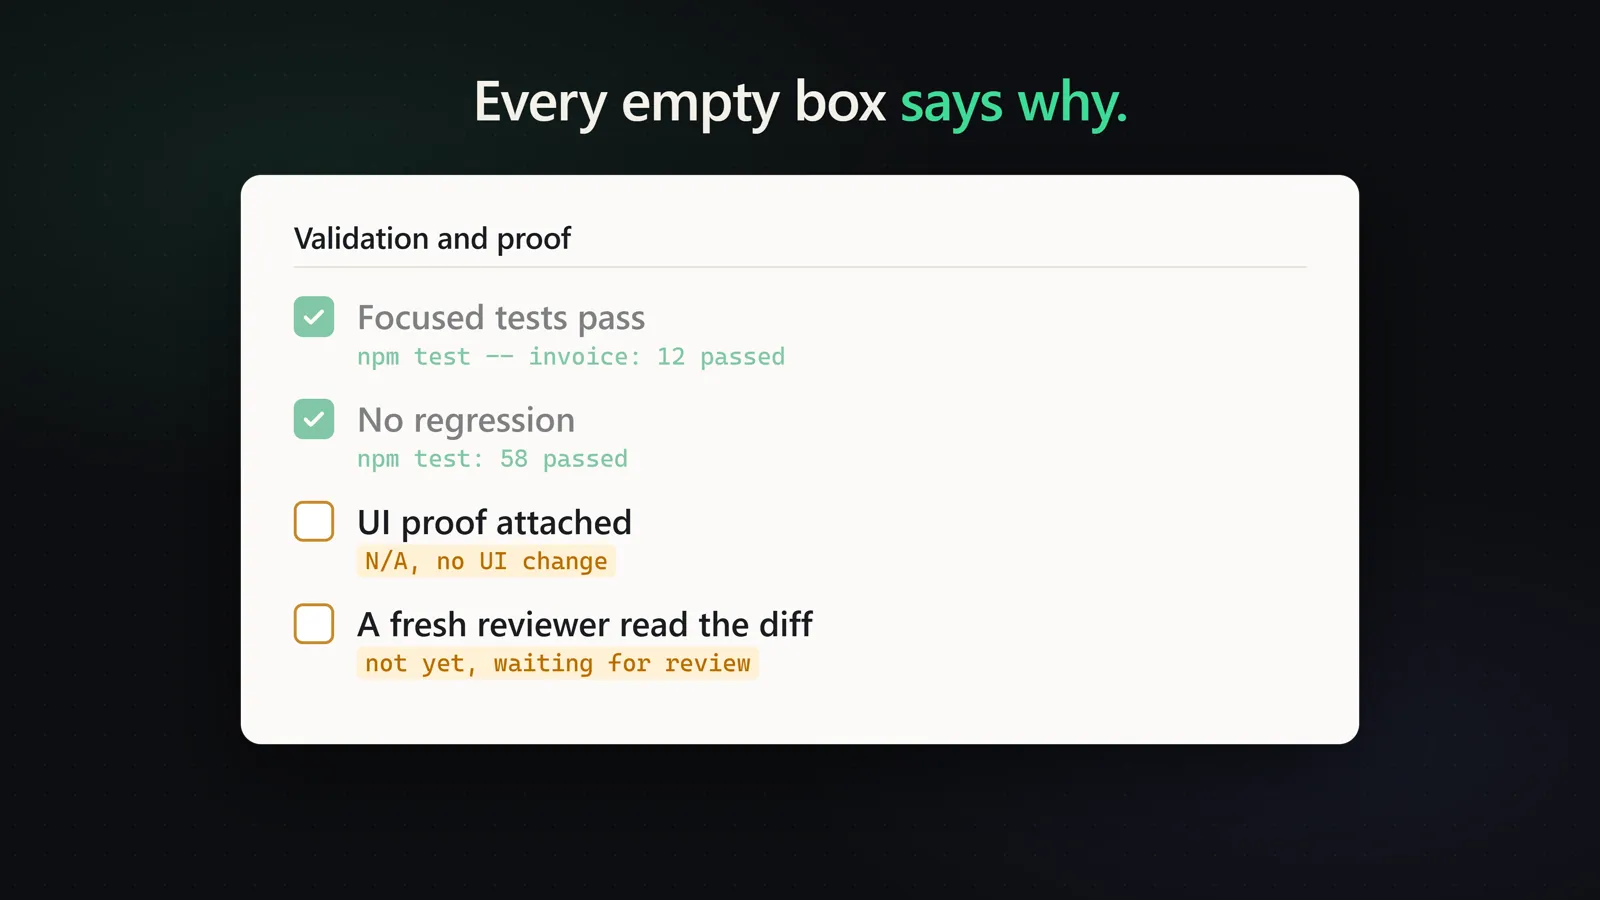 Every empty box says why.
Validation and proof
Focused tests pass
npm test -- invoice: 12 passed
No regression
npm test: 58 passed
UI proof attached
N/A, no UI change
A fresh reviewer read the diff
not yet, waiting for review